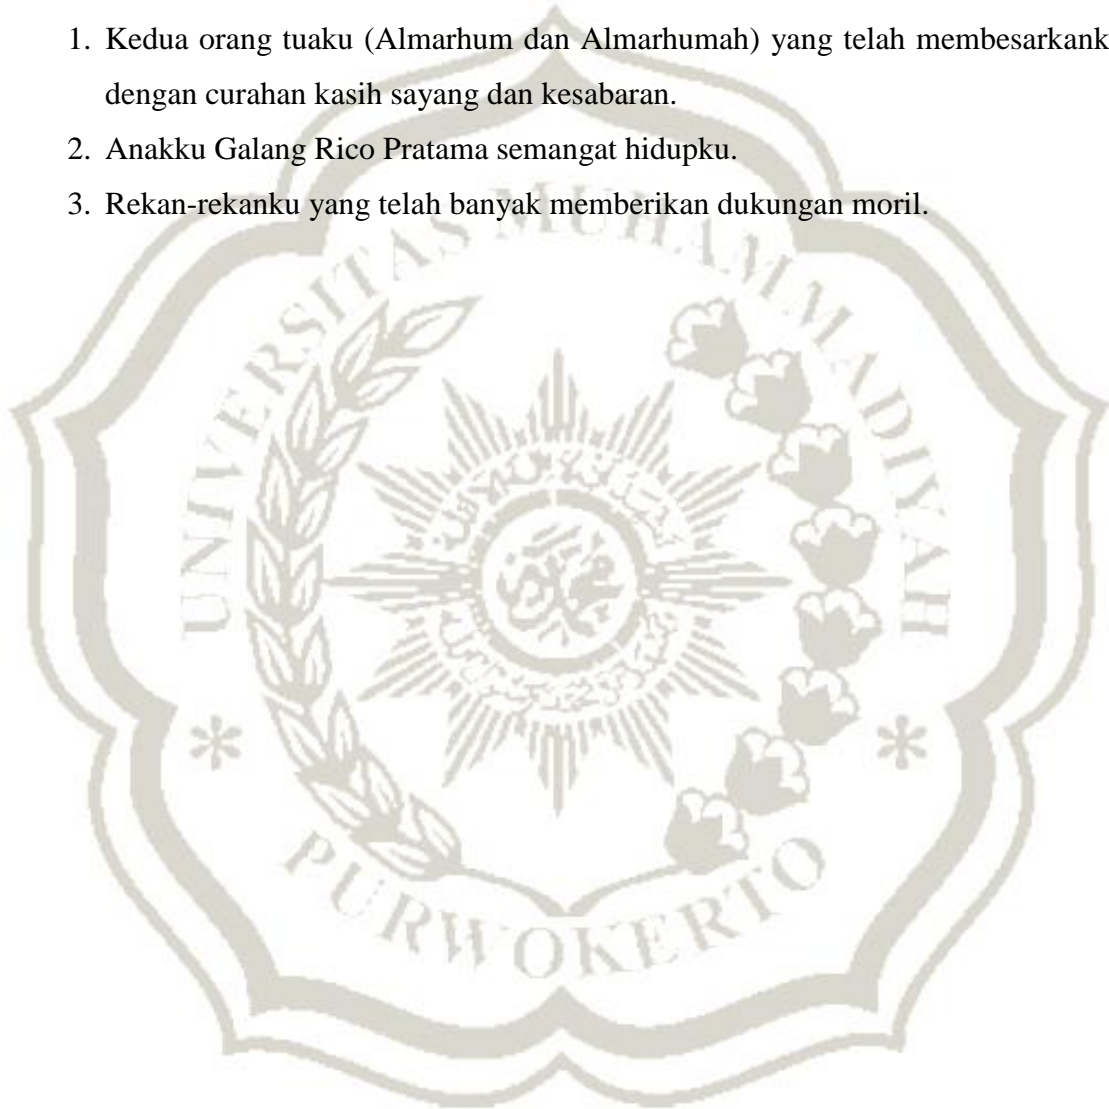 1. Kedua orang tuaku (Almarhum dan Almarhumah) yang telah membesarkank
dengan curahan kasih sayang dan kesabaran.
2. Anakku Galang Rico Pratama semangat hidupku.
3. Rekan-rekanku yang telah banyak memberikan dukungan moril.
UNIVERSITAS MUHAMMADIYAH
PURWOKERTO